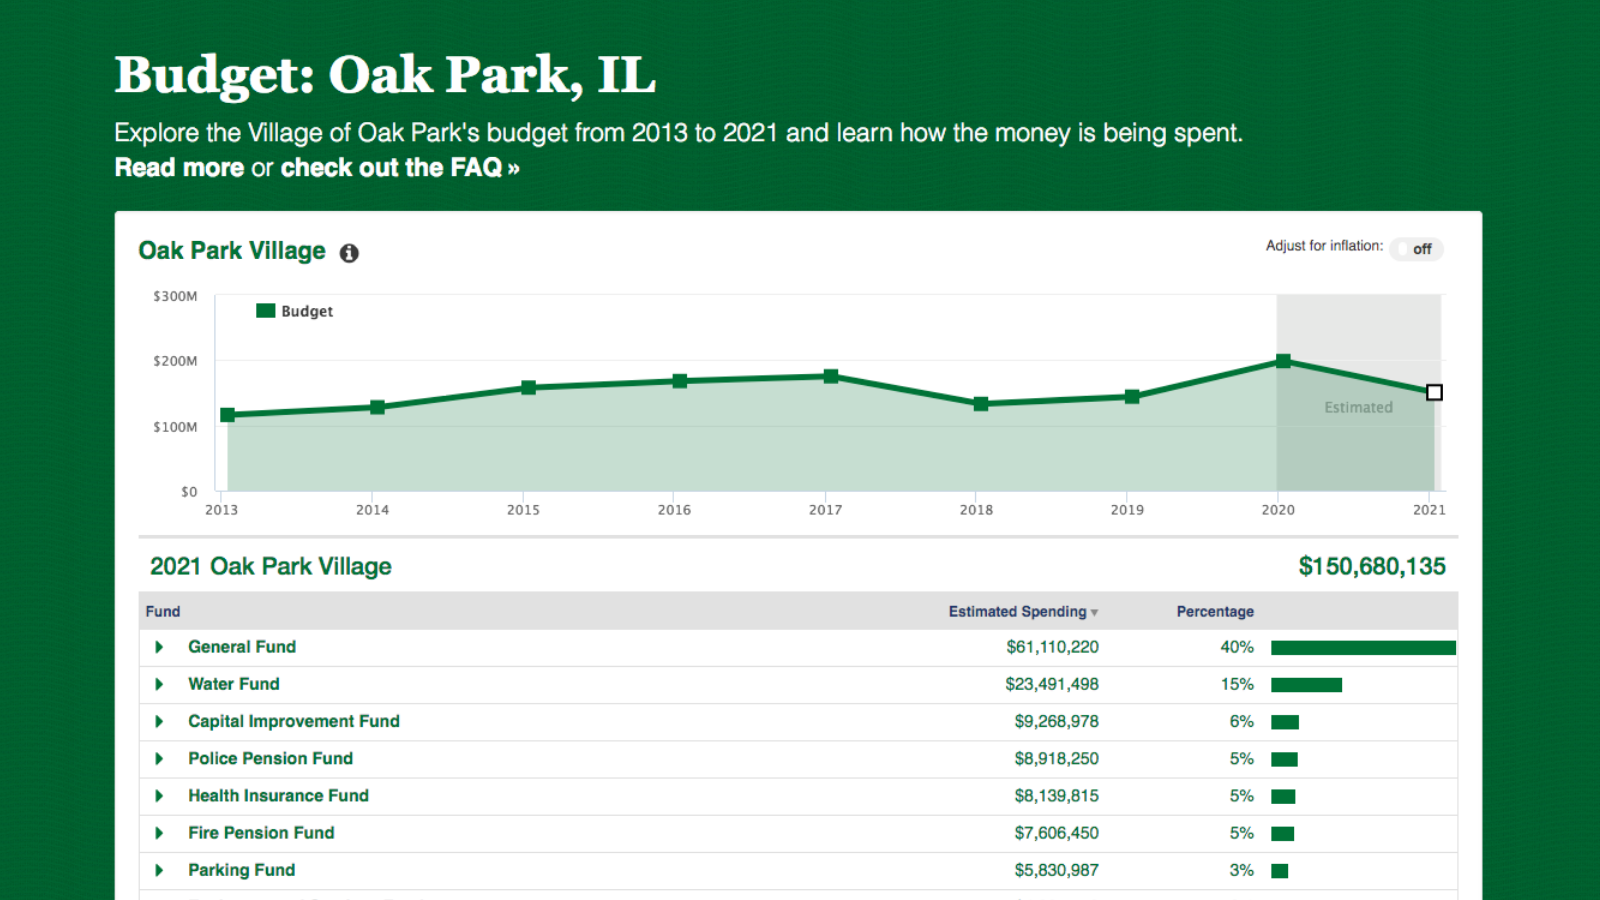 Budget: Oak Park, IL
Explore the Village of Oak Park's budget from 2013 to 2021 and learn how the money is being spent.
Read more or check out the FAQ »
Oak Park Village
Adjust for inflation: off
$300M
Budget
$200M
Estimated
$100M
$0
2013 2014 2015 2016 2017 2018 2019 2020 2021
2021 Oak Park Village $150,680,135
Fund Estimated Spending ▾ Percentage
General Fund $61,110,220 40%
Water Fund $23,491,498 15%
Capital Improvement Fund $9,268,978 6%
Police Pension Fund $8,918,250 5%
Health Insurance Fund $8,139,815 5%
Fire Pension Fund $7,606,450 5%
Parking Fund $5,830,987 3%